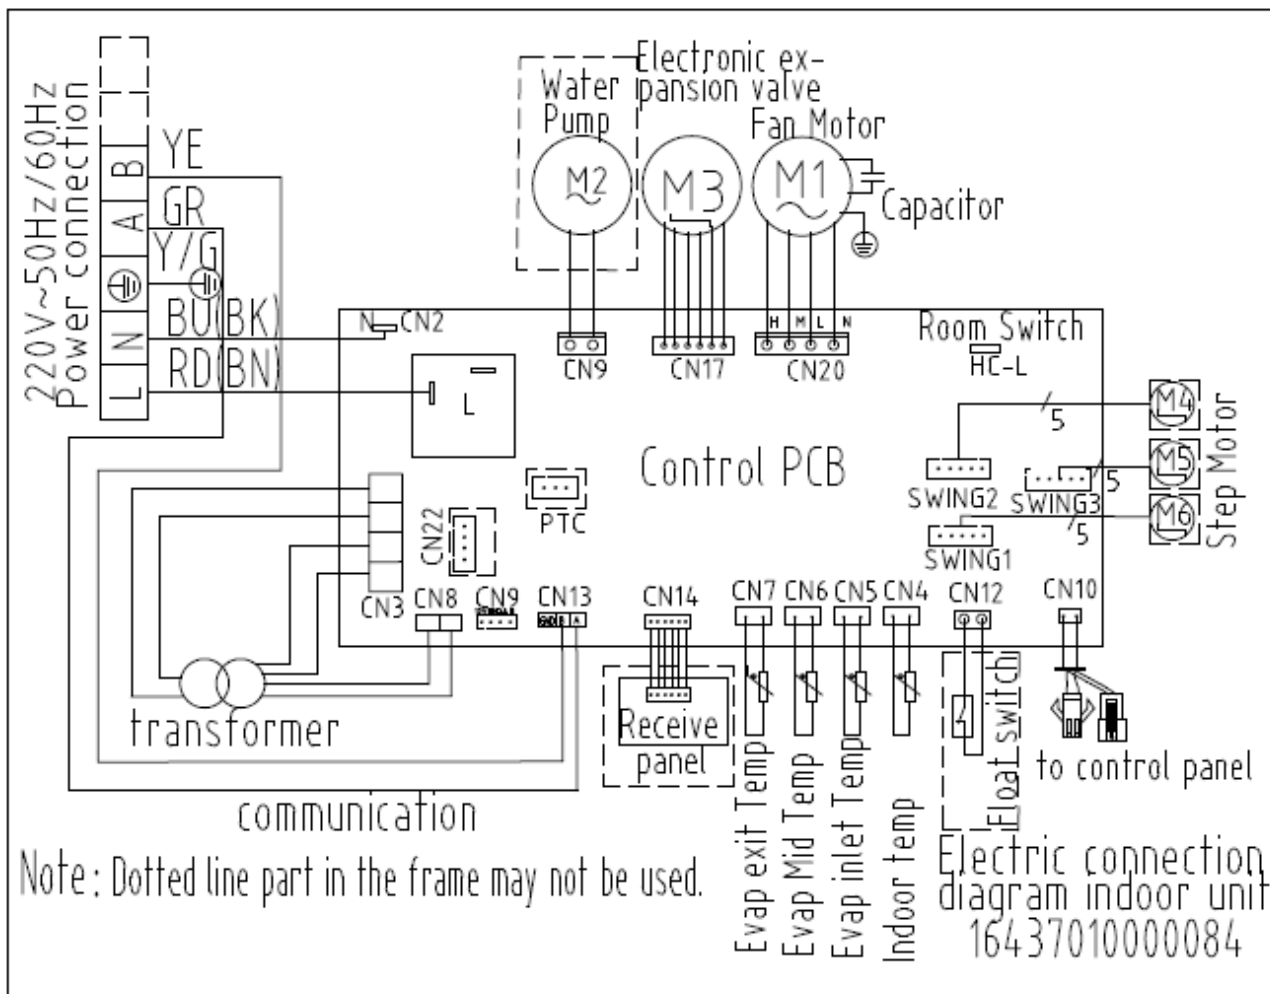 220V~50Hz/60Hz
Power connection
B
A
N
L
YE
GR
Y/G
BU(BK)
RD(BN)
Water
Pump
M2
Electronic ex-
pansion valve
M3
Fan Motor
M1
Capacitor
N CN2
L
CN9
CN17
H M L N
CN20
Room Switch
HC-L
Control PCB
M4
M5
M6
Step Motor
5
5
5
SWING2
SWING3
SWING1
PTC
CN22
CN3
CN8
CN9
CN13
GND B A
CN14
CN7
CN6
CN5
CN4
CN12
CN10
transformer
Receive
panel
communication
Evap exit Temp
Evap Mid Temp
Evap inlet Temp
Indoor temp
Float switch
to control panel
Note: Dotted line part in the frame may not be used.
Electric connection
diagram indoor unit
16437010000084